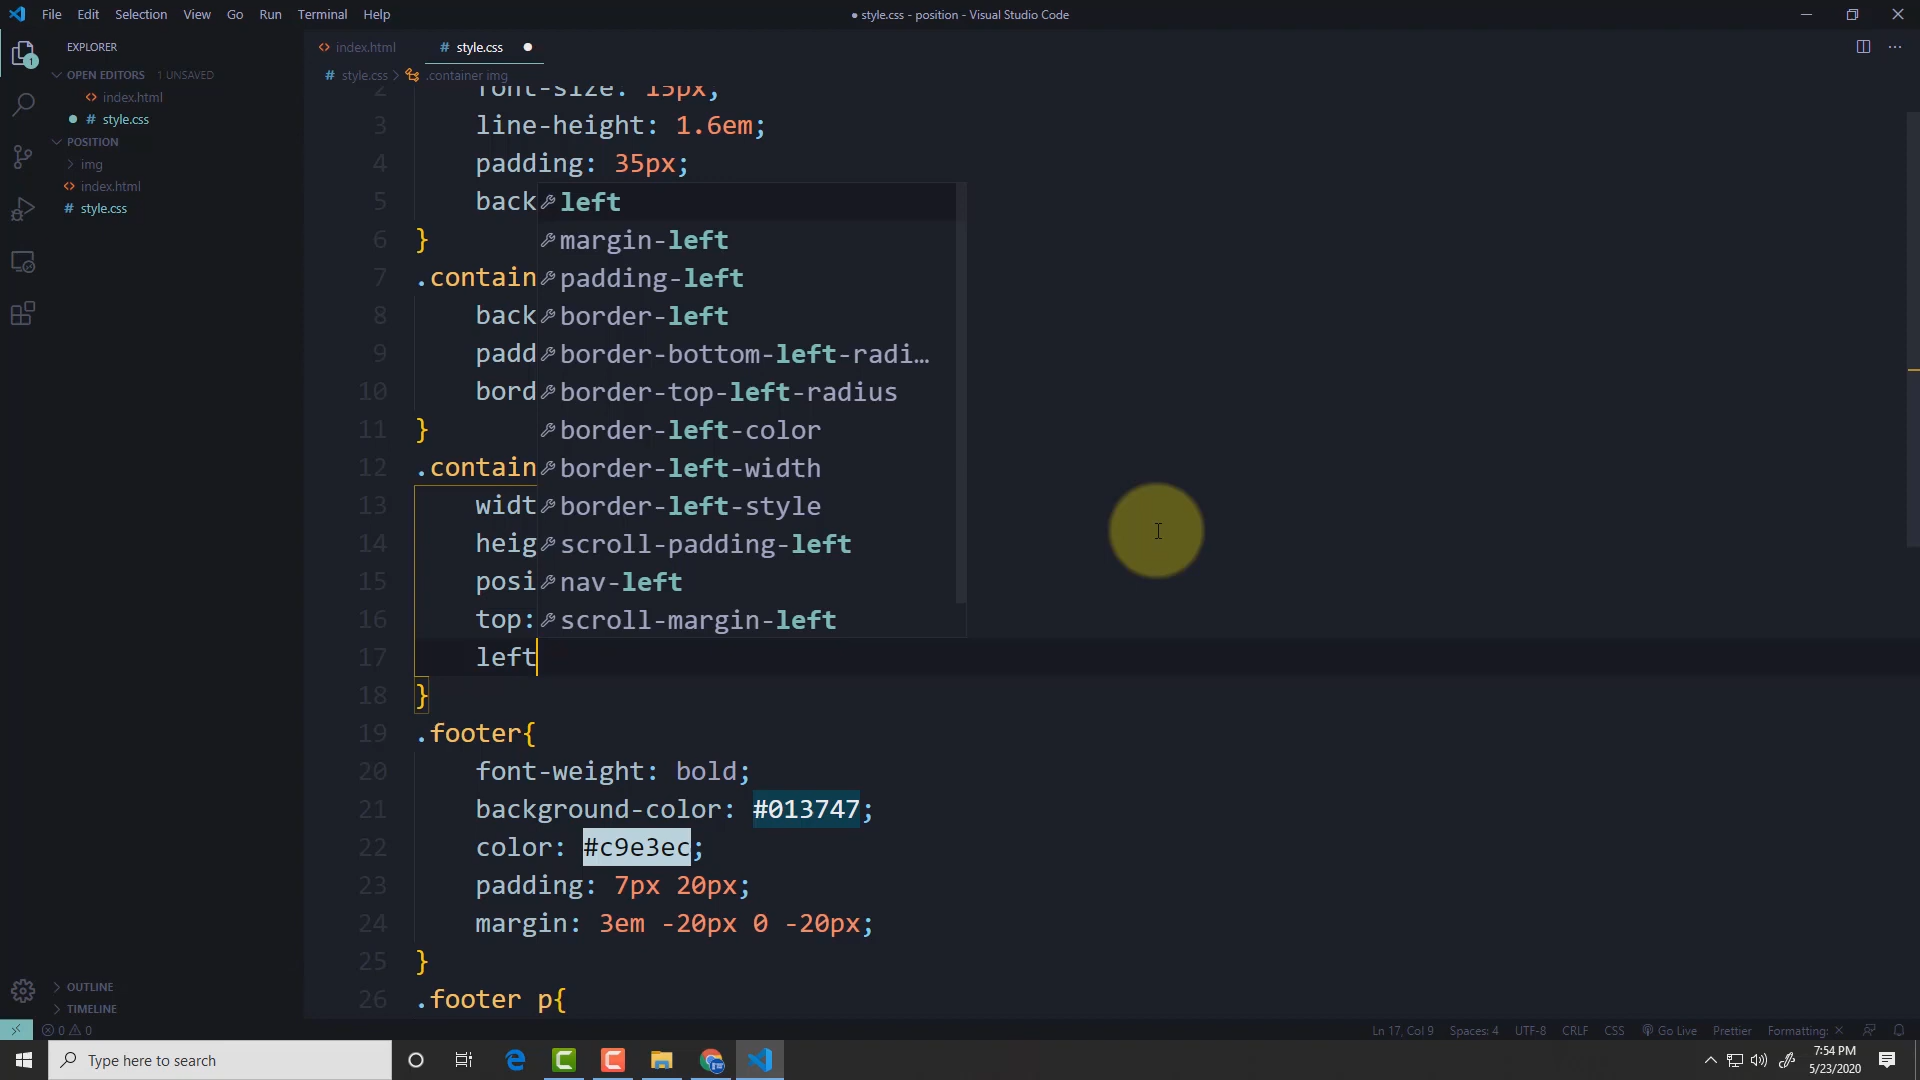 File Edit Selection View Go Run Terminal Help
● style.css - position - Visual Studio Code
EXPLORER
OPEN EDITORS 1 UNSAVED
index.html
# style.css
POSITION
img
index.html
# style.css
OUTLINE
TIMELINE
index.html # style.css
# style.css > .container img
2 font-size: 15px;
3 line-height: 1.6em;
4 padding: 35px;
5 back
6 }
7 .contain
8 back
9 padd
10 bord
11 }
12 .contain
13 widt
14 heig
15 posi
16 top:
17 left
18 }
19 .footer{
20 font-weight: bold;
21 background-color: #013747;
22 color: #c9e3ec;
23 padding: 7px 20px;
24 margin: 3em -20px 0 -20px;
25 }
26 .footer p{
left
margin-left
padding-left
border-left
border-bottom-left-radi…
border-top-left-radius
border-left-color
border-left-width
border-left-style
scroll-padding-left
nav-left
scroll-margin-left
1
0 0
Ln 17, Col 9 Spaces: 4 UTF-8 CRLF CSS Go Live Prettier Formatting: ×
Type here to search
7:54 PM
5/23/2020